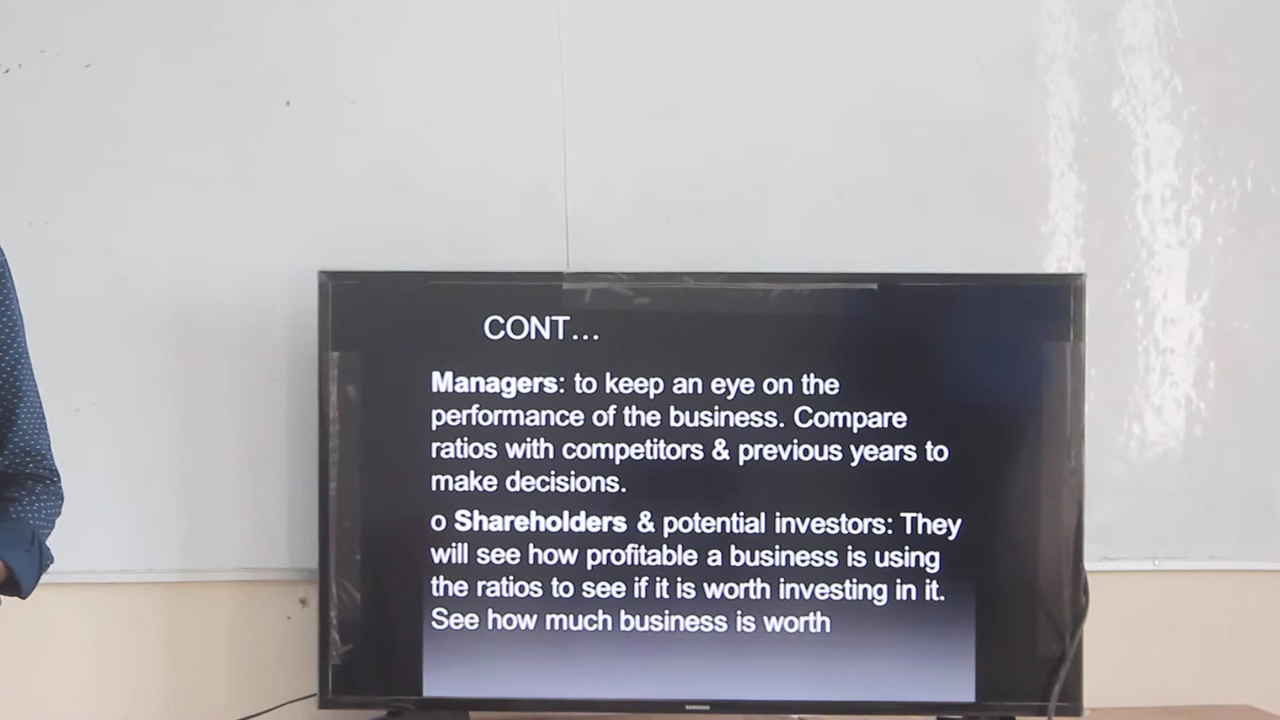 CONT...
Managers: to keep an eye on the
performance of the business. Compare
ratios with competitors & previous years to
make decisions.
o Shareholders & potential investors: They
will see how profitable a business is using
the ratios to see if it is worth investing in it.
See how much business is worth
SAMSUNG